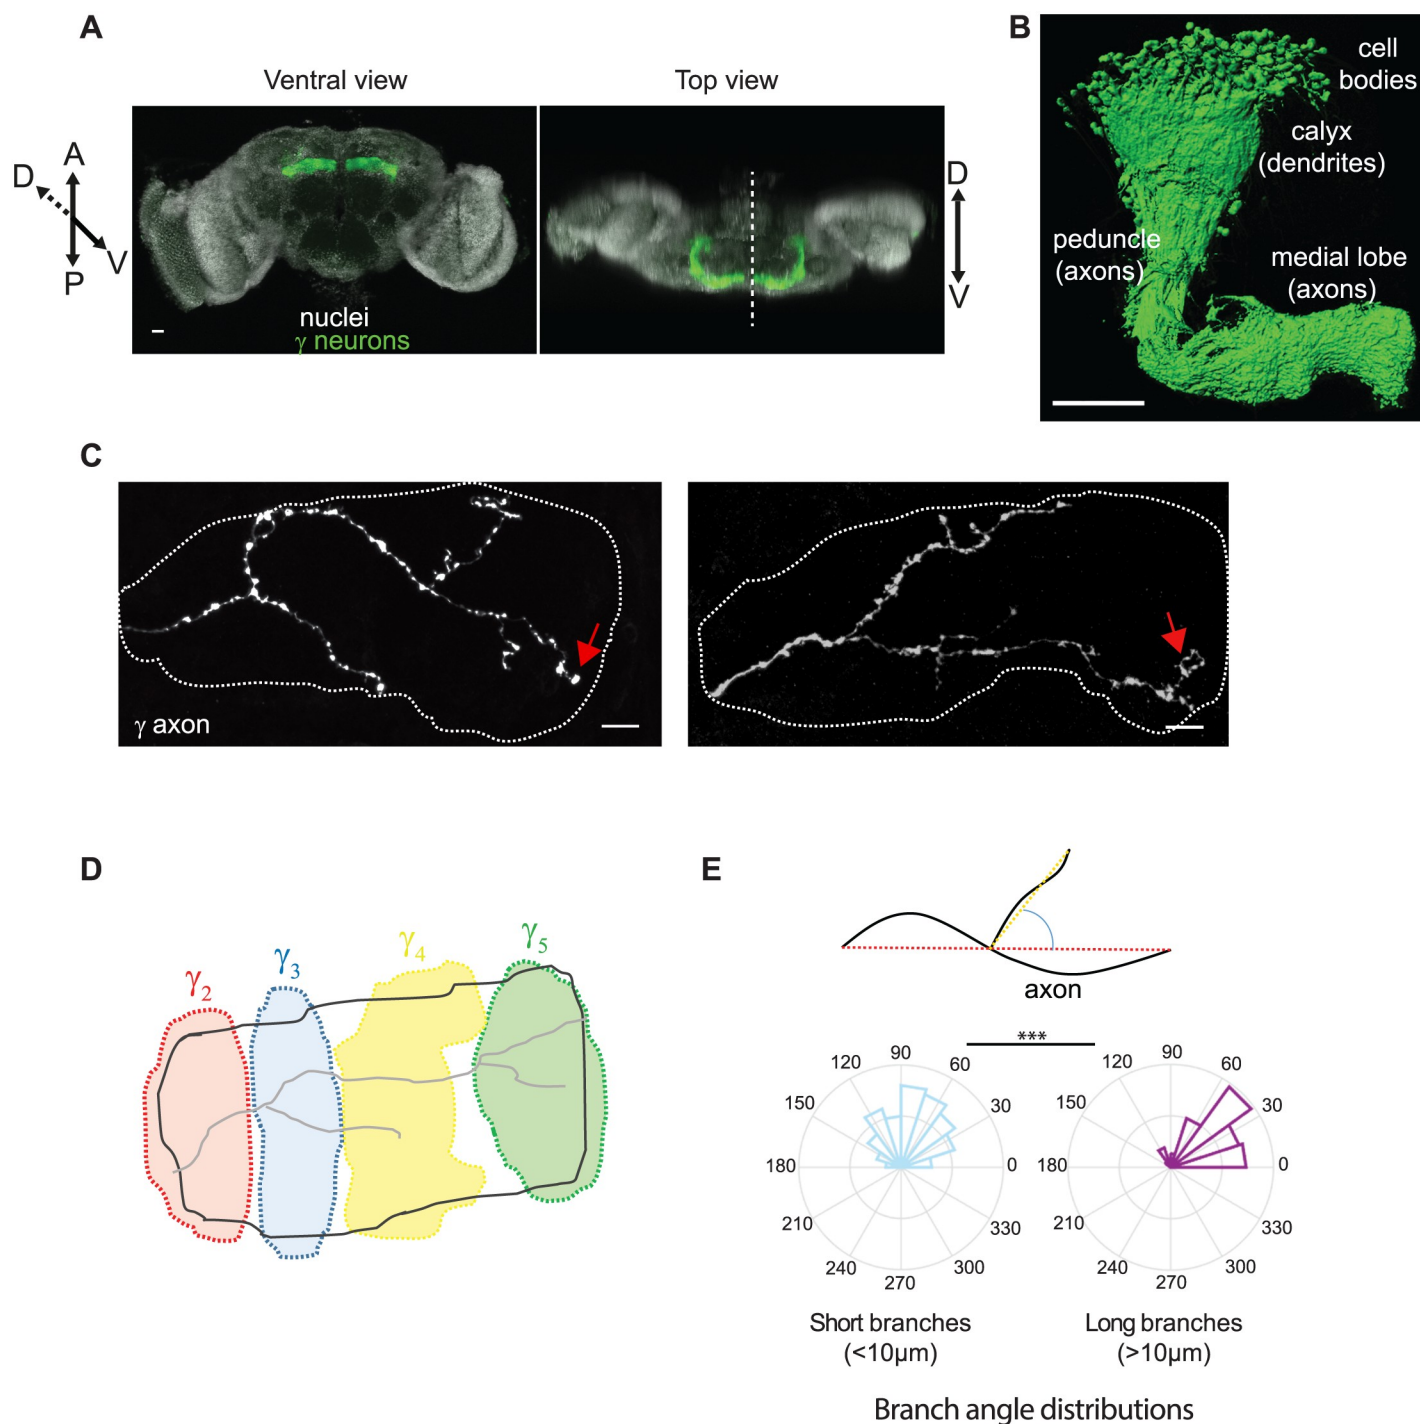 A
Ventral view
Top view
A
D
V
P
nuclei
γ neurons
D
V
B
cell
bodies
calyx
(dendrites)
peduncle
(axons)
medial lobe
(axons)
C
γ axon
D
γ2
γ3
γ4
γ5
E
axon
***
90
60
30
0
330
300
270
240
210
180
150
120
90
60
30
0
330
300
270
240
210
180
150
120
Short branches
(<10μm)
Long branches
(>10μm)
Branch angle distributions